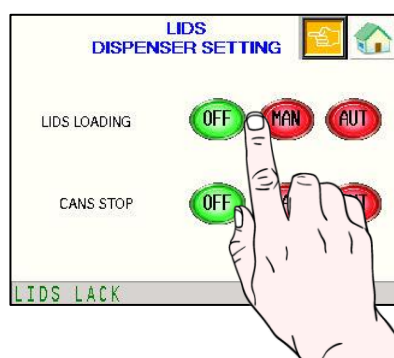 LIDS
DISPENSER SETTING
LIDS LOADING
OFF MAN AUT
CANS STOP
OFF
LIDS LACK